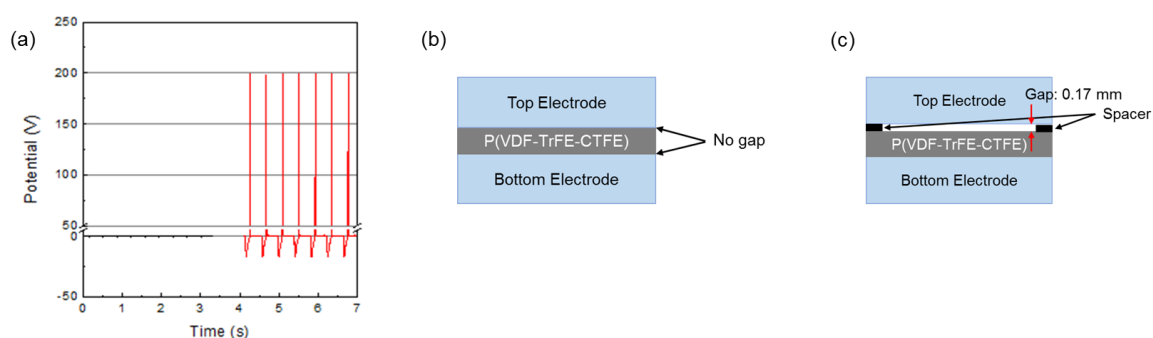 (a)
250
200
150
100
50
0
-50
0 1 2 3 4 5 6 7
Potential (V)
Time (s)
(b)
Top Electrode
P(VDF-TrFE-CTFE)
Bottom Electrode
No gap
(c)
Gap: 0.17 mm
Top Electrode
Spacer
P(VDF-TrFE-CTFE)
Bottom Electrode